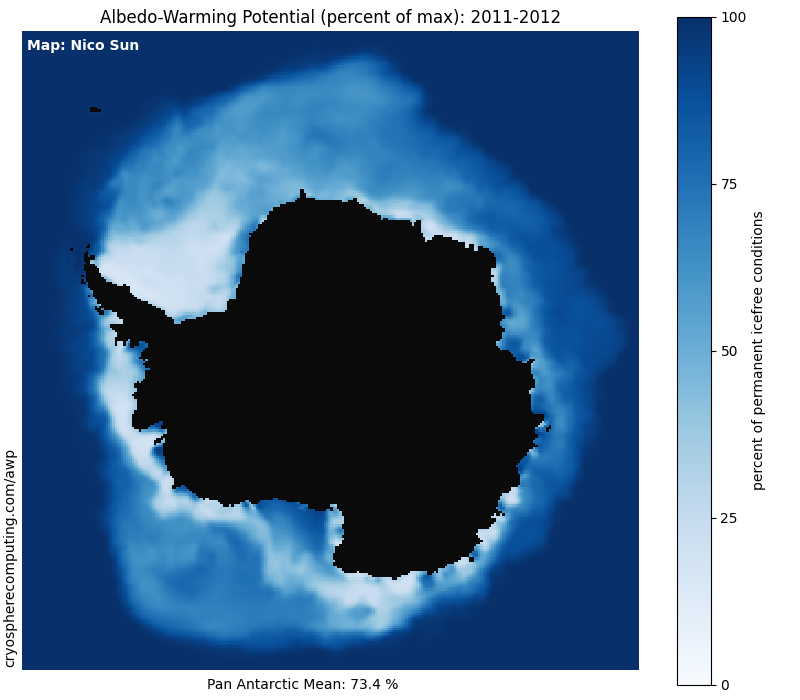 Albedo-Warming Potential (percent of max): 2011-2012
Map: Nico Sun
100
75
50
25
0
percent of permanent icefree conditions
cryospherecomputing.com/awp
Pan Antarctic Mean: 73.4 %